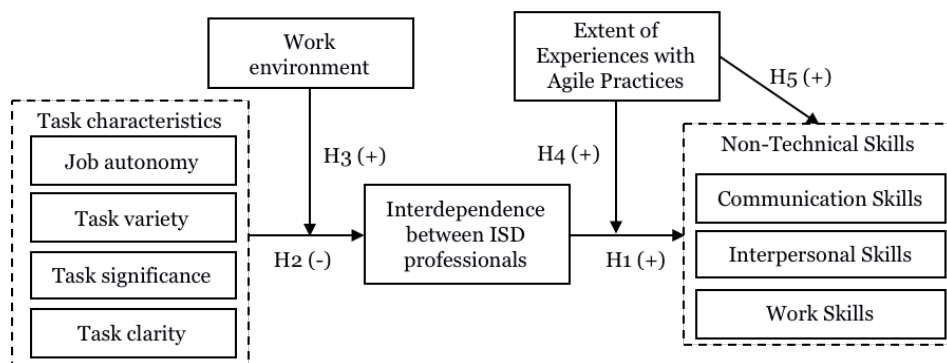 Work
environment
Extent of
Experiences with
Agile Practices
H5 (+)
Task characteristics
Job autonomy
Task variety
Task significance
Task clarity
H3 (+)
H4 (+)
Non-Technical Skills
Communication Skills
Interpersonal Skills
Work Skills
Interdependence
between ISD
professionals
H2 (-)
H1 (+)